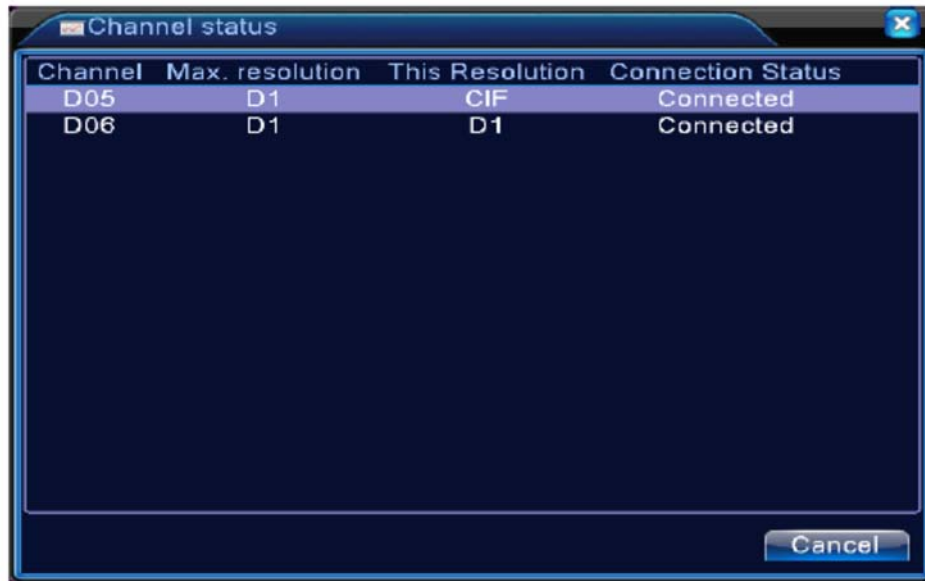 Channel status
Channel Max. resolution This Resolution Connection Status
D05 D1 CIF Connected
D06 D1 D1 Connected
Cancel